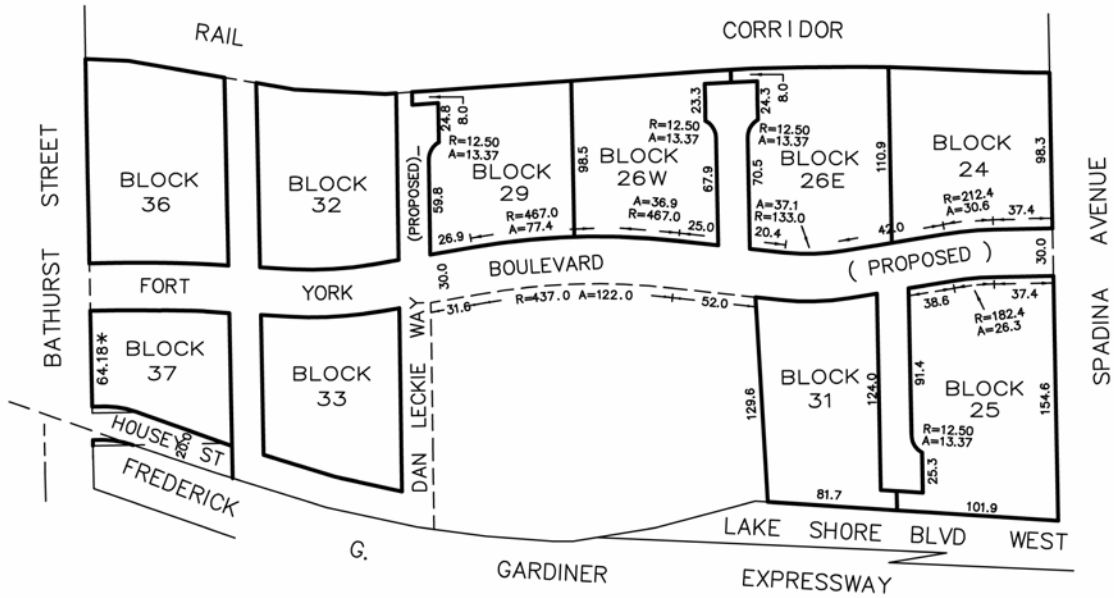 RAIL
CORRIDOR
BATHURST STREET
SPADINA AVENUE
BLOCK
36
BLOCK
32
(PROPOSED)
24.8
8.0
R=12.50
A=13.37
BLOCK
29
59.8
R=467.0
A=77.4
26.9
98.5
23.3
R=12.50
A=13.37
BLOCK
26W
67.9
A=36.9
R=467.0
25.0
24.3
8.0
R=12.50
A=13.37
BLOCK
26E
70.5
110.9
A=37.1
R=133.0
20.4
42.0
BLOCK
24
98.3
R=212.4
A=30.6
37.4
FORT YORK BOULEVARD (PROPOSED)
30.0
30.0
64.18*
BLOCK
37
BLOCK
33
DAN LECKIE WAY
31.6
R=437.0 A=122.0
52.0
129.6
BLOCK
31
124.0
81.7
38.6
37.4
R=182.4
A=26.3
91.4
BLOCK
25
154.6
R=12.50
A=13.37
25.3
101.9
HOUSEY ST
20.0
FREDERICK G. GARDINER EXPRESSWAY
LAKE SHORE BLVD WEST